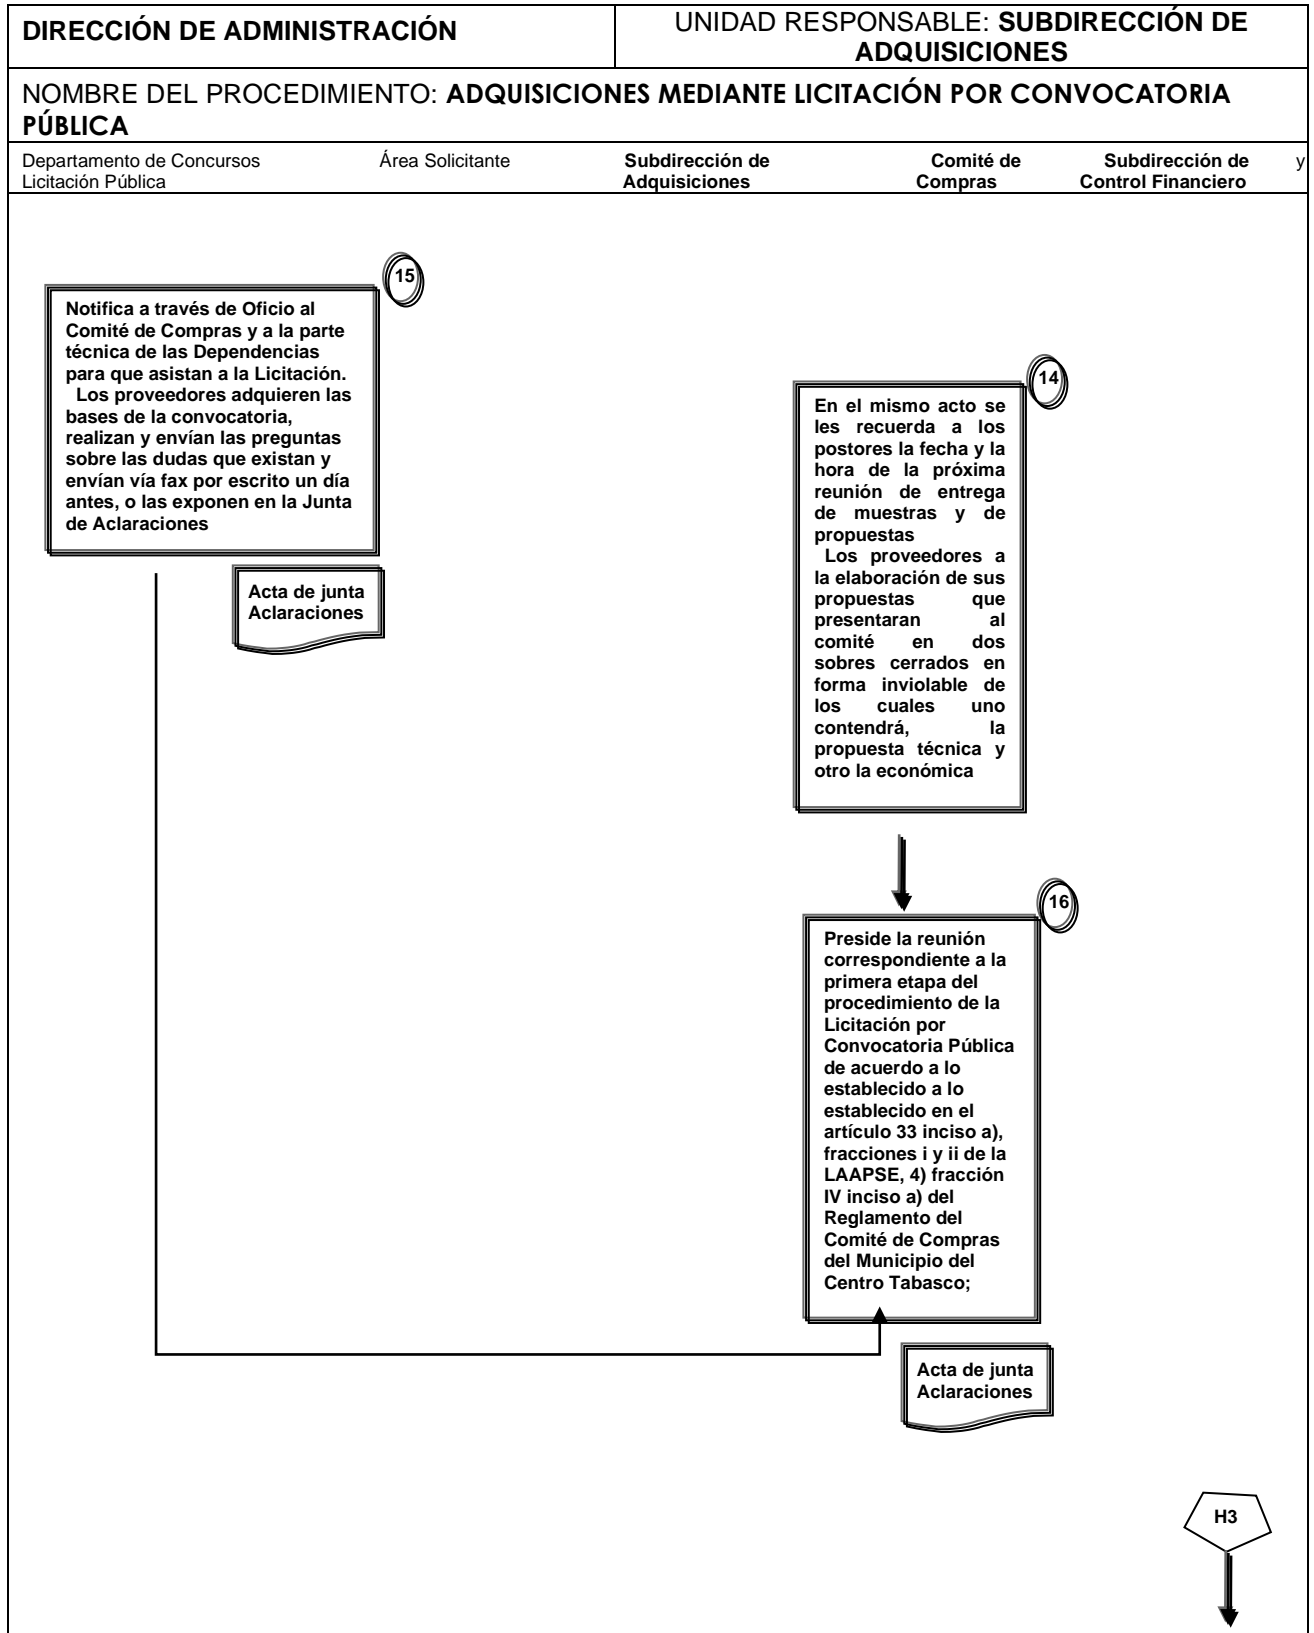 DIRECCIÓN DE ADMINISTRACIÓN
UNIDAD RESPONSABLE: SUBDIRECCIÓN DE
ADQUISICIONES
NOMBRE DEL PROCEDIMIENTO: ADQUISICIONES MEDIANTE LICITACIÓN POR CONVOCATORIA
PÚBLICA
Departamento de Concursos Área Solicitante Subdirección de Comité de Subdirección de y
Licitación Pública Adquisiciones Compras Control Financiero
15
Notifica a través de Oficio al
Comité de Compras y a la parte
técnica de las Dependencias
para que asistan a la Licitación.
Los proveedores adquieren las
bases de la convocatoria,
realizan y envían las preguntas
sobre las dudas que existan y
envían vía fax por escrito un día
antes, o las exponen en la Junta
de Aclaraciones
Acta de junta
Aclaraciones
14
En el mismo acto se
les recuerda a los
postores la fecha y la
hora de la próxima
reunión de entrega
de muestras y de
propuestas
Los proveedores a
la elaboración de sus
propuestas que
presentaran al
comité en dos
sobres cerrados en
forma inviolable de
los cuales uno
contendrá, la
propuesta técnica y
otro la económica
16
Preside la reunión
correspondiente a la
primera etapa del
procedimiento de la
Licitación por
Convocatoria Pública
de acuerdo a lo
establecido a lo
establecido en el
artículo 33 inciso a),
fracciones i y ii de la
LAAPSE, 4) fracción
IV inciso a) del
Reglamento del
Comité de Compras
del Municipio del
Centro Tabasco;
Acta de junta
Aclaraciones
H3